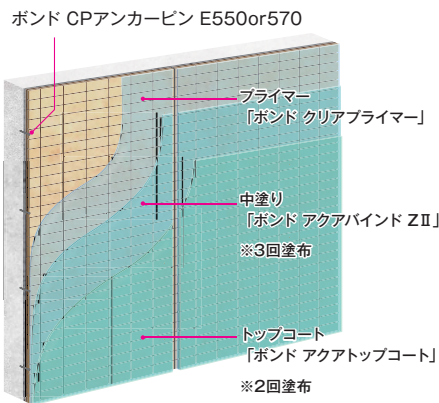 ボンド CPアンカーピン E550or570
プライマー
「ボンド クリアプライマー」
中塗り
「ボンド アクアバインド ZⅡ」
※3回塗布
トップコート
「ボンド アクアトップコート」
※2回塗布